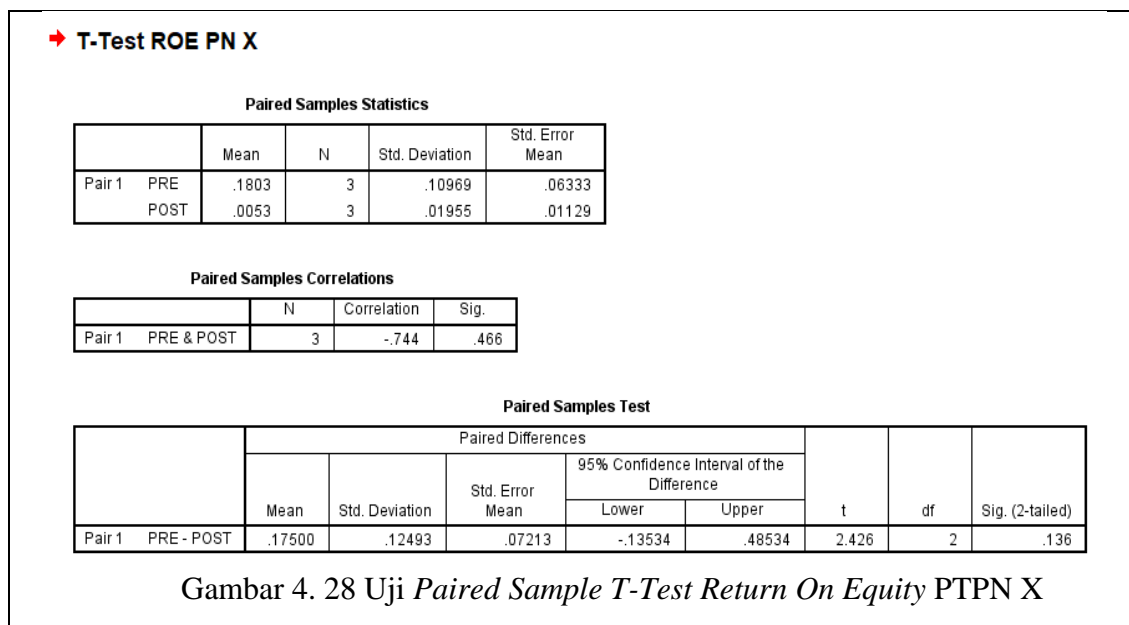 T-Test ROE PN X
Paired Samples Statistics
Mean N Std. Deviation Std. Error Mean
Pair 1 PRE .1803 3 .10969 .06333
POST .0053 3 .01955 .01129
Paired Samples Correlations
N Correlation Sig.
Pair 1 PRE & POST 3 -.744 .466
Paired Samples Test
Paired Differences
95% Confidence Interval of the Difference
Mean Std. Deviation Std. Error Mean Lower Upper t df Sig. (2-tailed)
Pair 1 PRE - POST .17500 .12493 .07213 -.13534 .48534 2.426 2 .136
Gambar 4. 28 Uji Paired Sample T-Test Return On Equity PTPN X